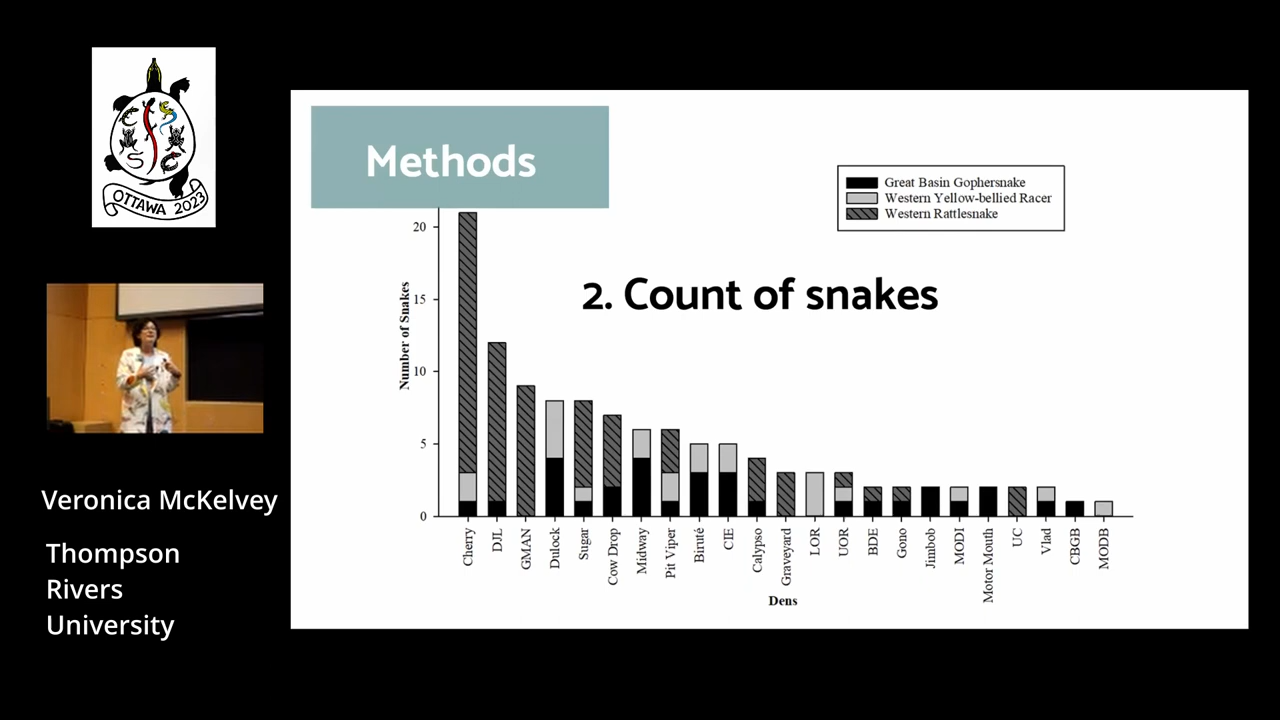 C F
S C
OTTAWA 2023
Veronica McKelvey
Thompson
Rivers
University
Methods
Great Basin Gophersnake
Western Yellow-bellied Racer
Western Rattlesnake
2. Count of snakes
Number of Snakes
20
15
10
5
0
Cherry
DJL
GMAN
Dulock
Sugar
Cow Drop
Midway
Pit Viper
Biruté
CIE
Calypso
Graveyard
LOR
UOR
BDE
Gono
Jimbob
MODI
Motor Mouth
UC
Vlad
CBGB
MODB
Dens